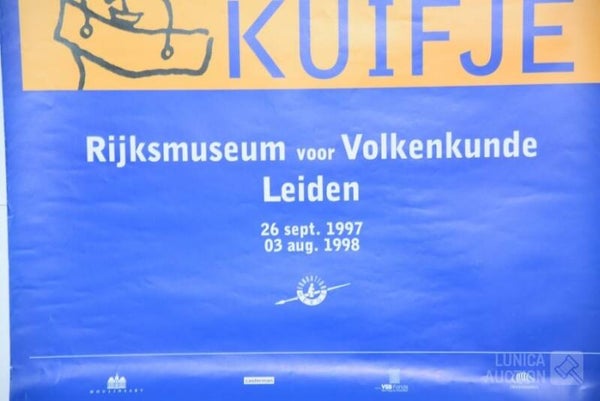 KUIFJE
Rijksmuseum voor Volkenkunde
Leiden
26 sept. 1997
03 aug. 1998
LUNICA
AUCTION